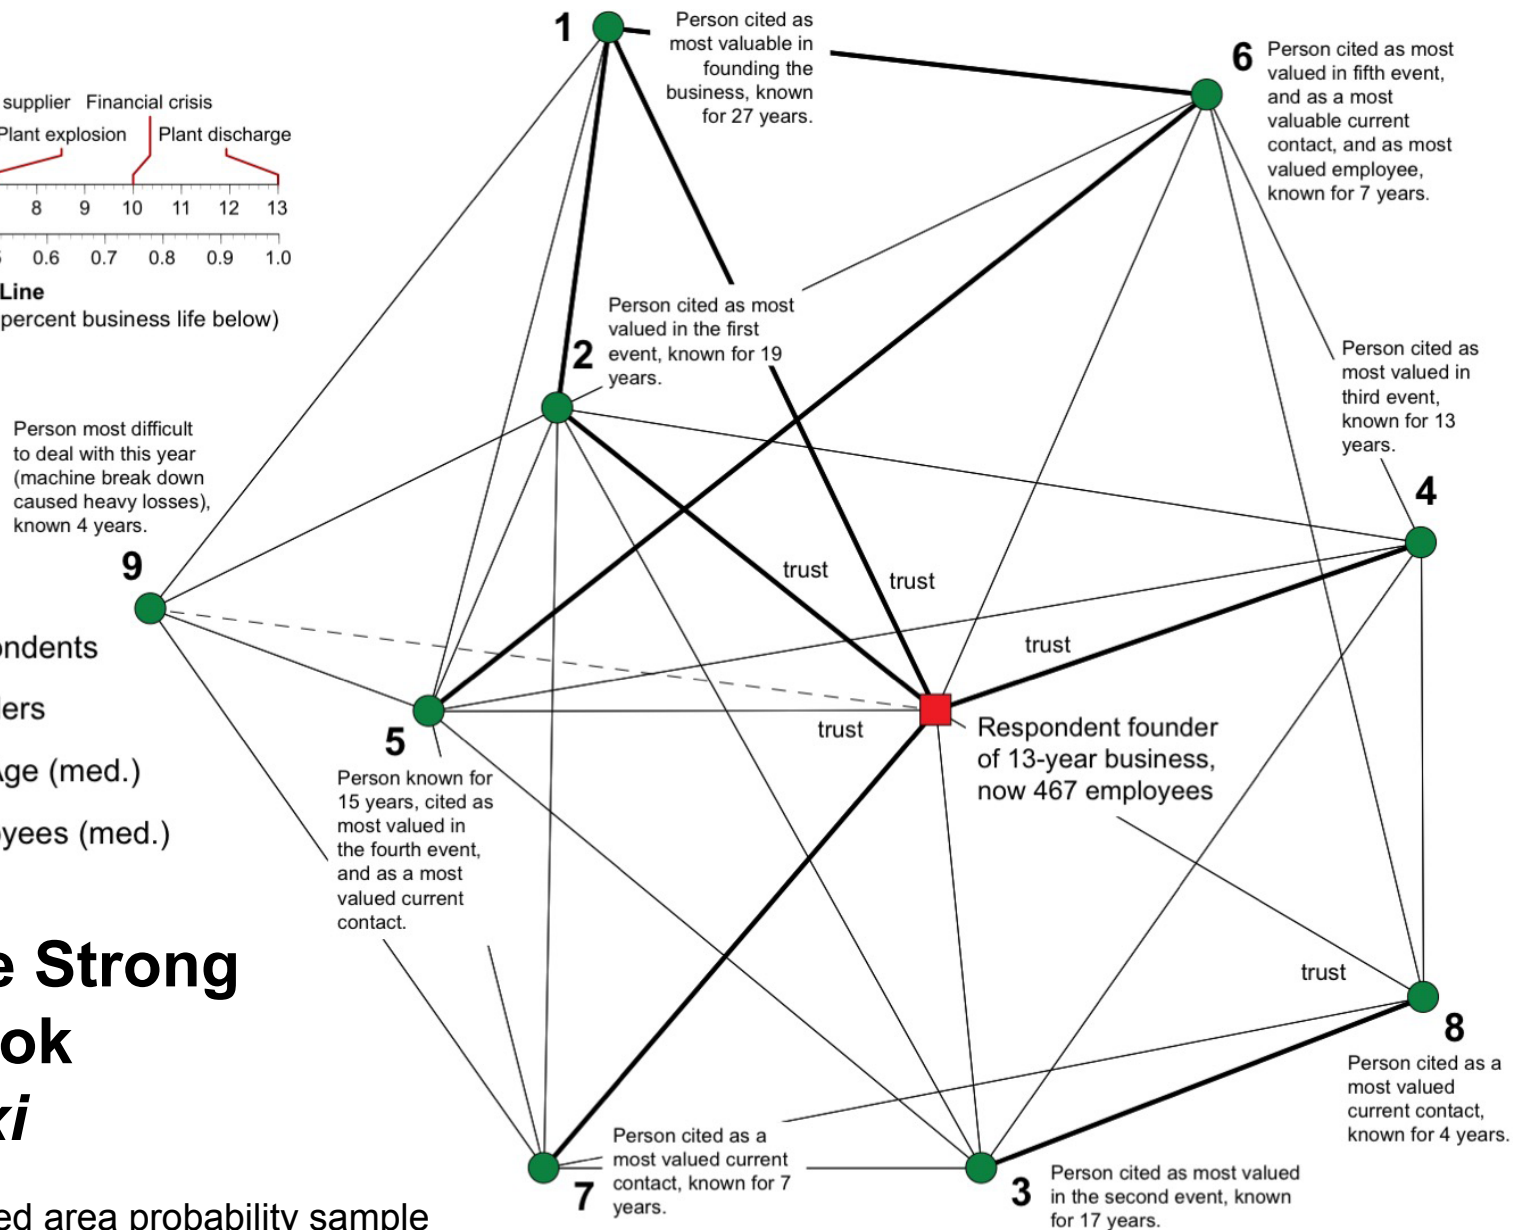 1
Person cited as
most valuable in
founding the
business, known
for 27 years.
6
Person cited as most
valued in fifth event,
and as a most
valuable current
contact, and as most
valued employee,
known for 7 years.
supplier Financial crisis
Plant explosion Plant discharge
8 9 10 11 12 13
0.6 0.7 0.8 0.9 1.0
Line
percent business life below)
2
Person cited as most
valued in the first
event, known for 19
years.
Person cited as
most valued in
third event,
known for 13
years.
4
Person most difficult
to deal with this year
(machine break down
caused heavy losses),
known 4 years.
9
trust
trust
trust
trust
trust
5
Person known for
15 years, cited as
most valued in
the fourth event,
and as a most
valued current
contact.
Respondent founder
of 13-year business,
now 467 employees
ondents
ers
Age (med.)
oyees (med.)
e Strong
ok
ki
8
Person cited as a
most valued
current contact,
known for 4 years.
7
Person cited as a
most valued current
contact, known for 7
years.
3
Person cited as most valued
in the second event, known
for 17 years.
ed area probability sample